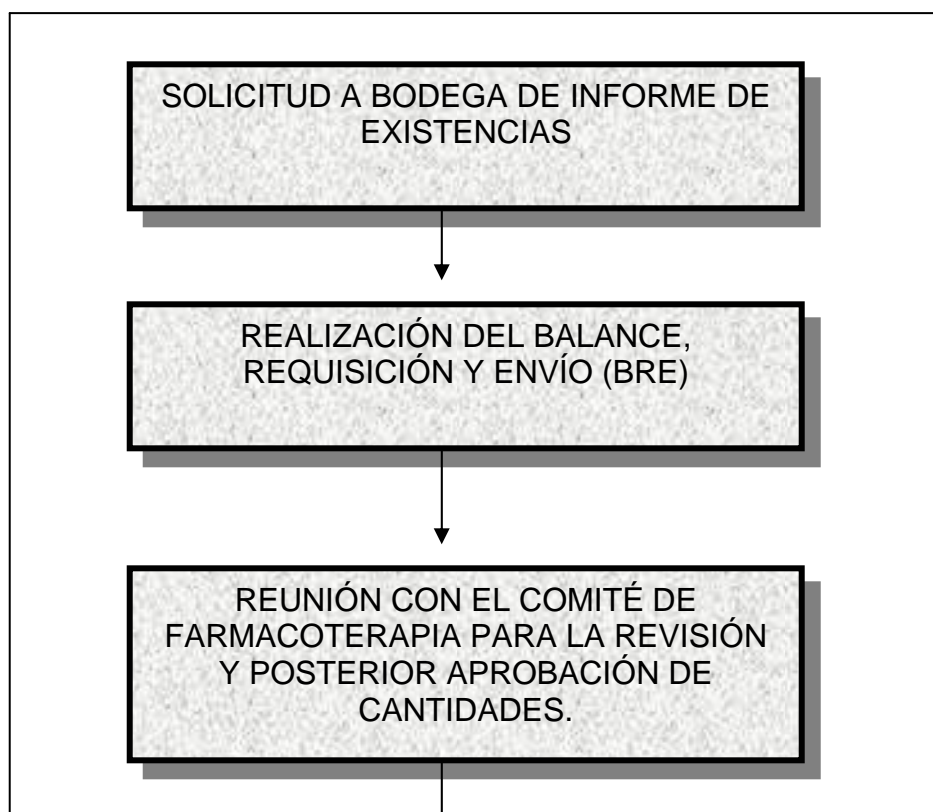 SOLICITUD A BODEGA DE INFORME DE
EXISTENCIAS
REALIZACIÓN DEL BALANCE,
REQUISICIÓN Y ENVÍO (BRE)
REUNIÓN CON EL COMITÉ DE
FARMACOTERAPIA PARA LA REVISIÓN
Y POSTERIOR APROBACIÓN DE
CANTIDADES.